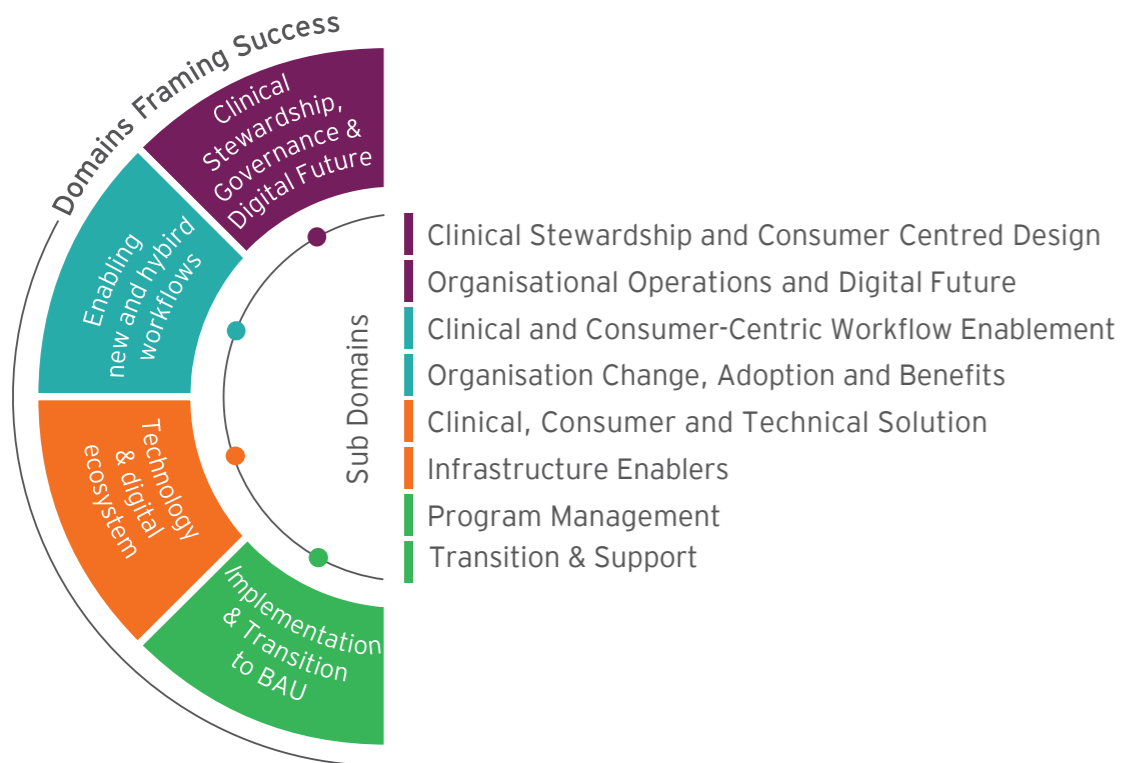 Domains Framing Success
Clinical
Stewardship,
Governance &
Digital Future
Enabling
new and hybird
workflows
Technology
& digital
ecosystem
Implementation
& Transition
to BAU
Sub Domains
Clinical Stewardship and Consumer Centred Design
Organisational Operations and Digital Future
Clinical and Consumer-Centric Workflow Enablement
Organisation Change, Adoption and Benefits
Clinical, Consumer and Technical Solution
Infrastructure Enablers
Program Management
Transition & Support